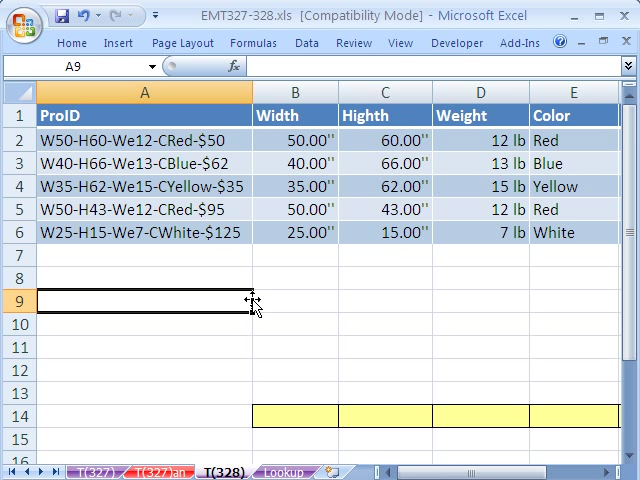 EMT327-328.xls [Compatibility Mode] - Microsoft Excel
Home Insert Page Layout Formulas Data Review View Developer Add-Ins
A9 fx
A B C D E
1 ProID Width Highth Weight Color
2 W50-H60-We12-CRed-$50 50.00'' 60.00'' 12 lb Red
3 W40-H66-We13-CBlue-$62 40.00'' 66.00'' 13 lb Blue
4 W35-H62-We15-CYellow-$35 35.00'' 62.00'' 15 lb Yellow
5 W50-H43-We12-CRed-$95 50.00'' 43.00'' 12 lb Red
6 W25-H15-We7-CWhite-$125 25.00'' 15.00'' 7 lb White
7
8
9
10
11
12
13
14
15
16
T(327) T(327)an T(328) Lookup